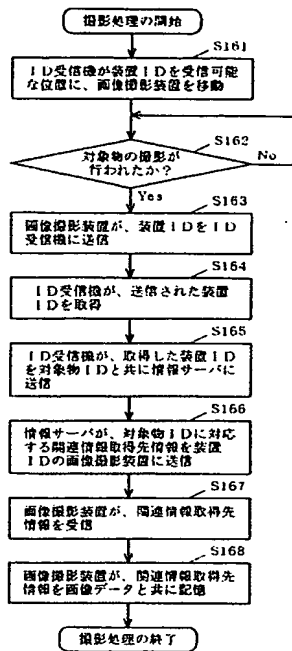 撮影処理の開始
S161
ID受信機が装置IDを受信可能
な位置に、画像撮影装置を移動
S162
対象物の撮影が
行われたか?
No
Yes
S163
画像撮影装置が、装置IDをID
受信機に送信
S164
ID受信機が、送信された装置
IDを取得
S165
ID受信機が、取得した装置ID
を対象物IDと共に情報サーバに
送信
S166
情報サーバが、対象物IDに対応
する関連情報取得先情報を装置
IDの画像撮影装置に送信
S167
画像撮影装置が、関連情報取得先
情報を受信
S168
画像撮影装置が、関連情報取得先
情報を画像データと共に記憶
撮影処理の終了